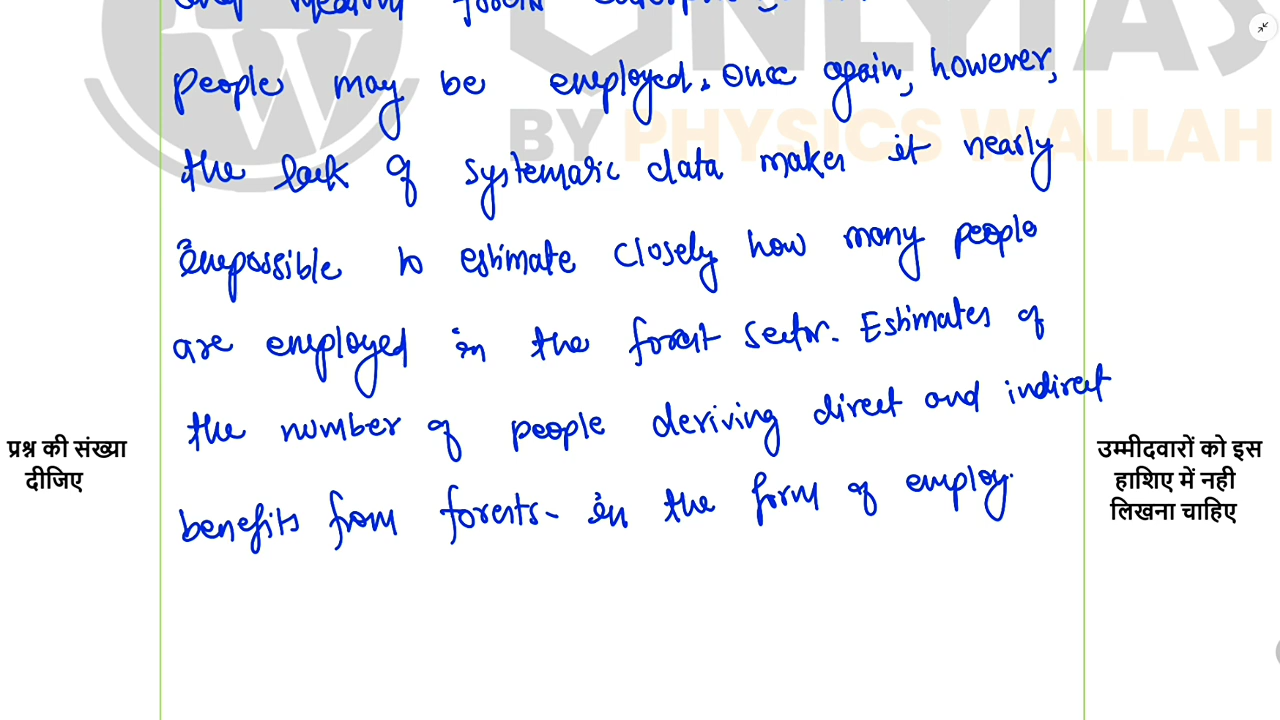 people may be employed. Once again, however,
the lack of systematic data makes it nearly
impossible to estimate closely how many people
are employed in the forest sector. Estimates of
the number of people deriving direct and indirect
benefits from forests- in the form of employ.
प्रश्न की संख्या
दीजिए
उम्मीदवारों को इस
हाशिए में नही
लिखना चाहिए
ONLYIAS
BY PHYSICS WALLAH